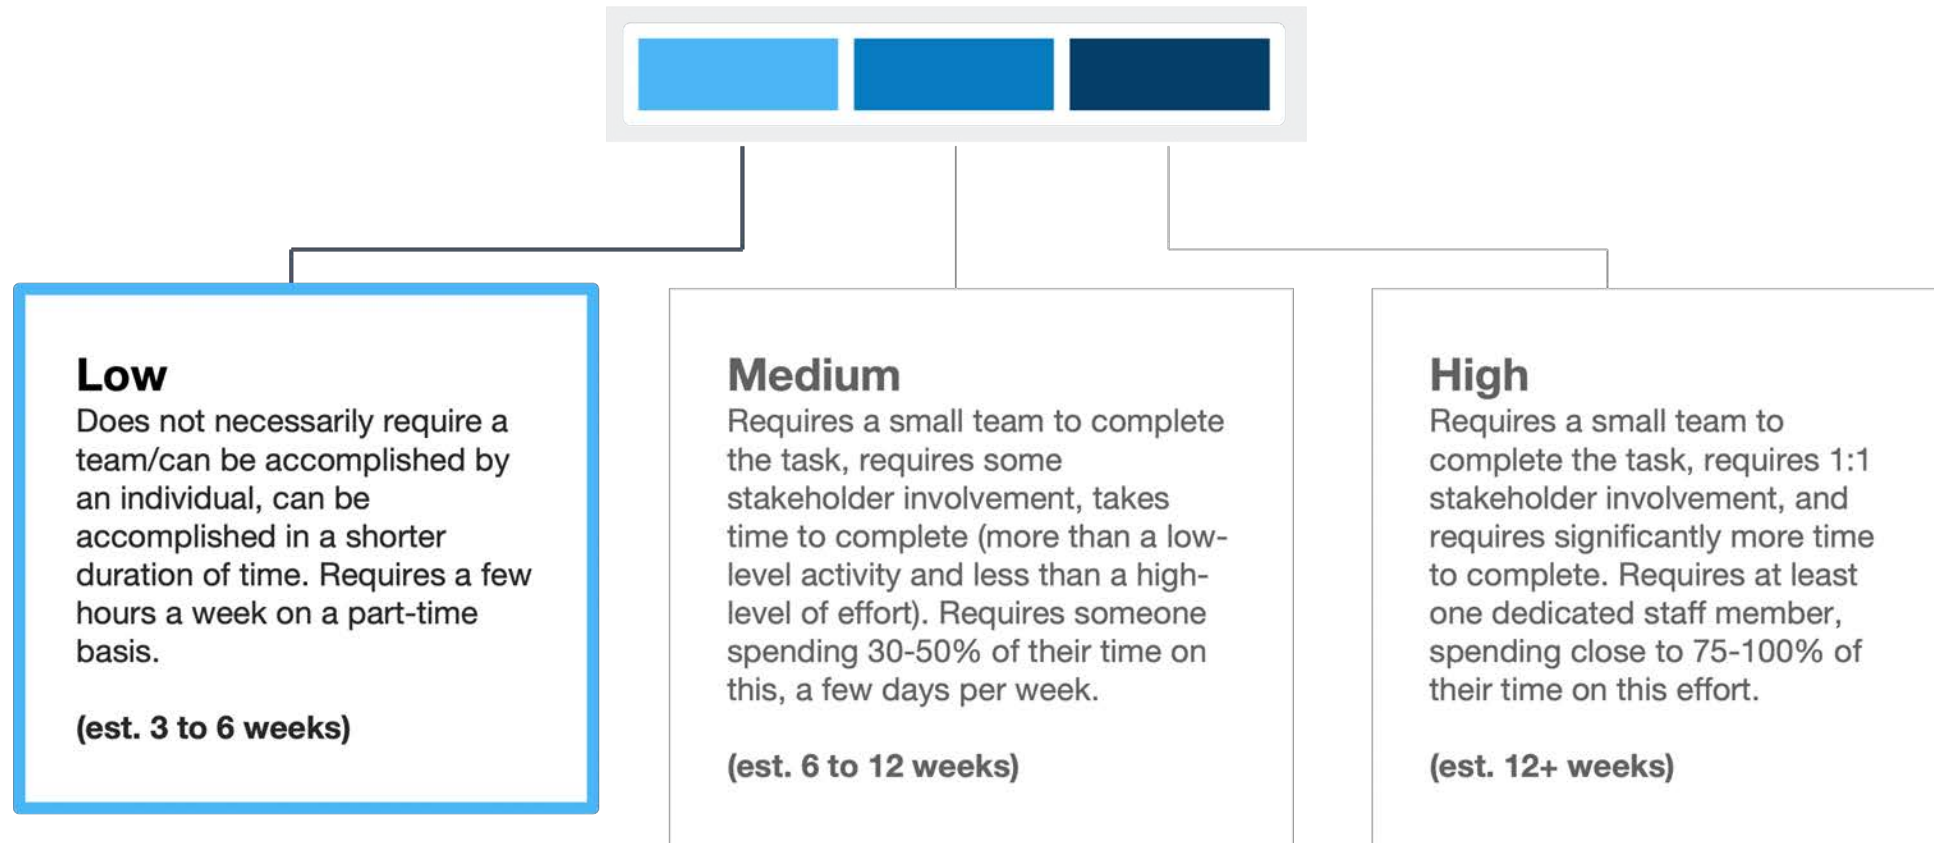 Low
Does not necessarily require a
team/can be accomplished by
an individual, can be
accomplished in a shorter
duration of time. Requires a few
hours a week on a part-time
basis.
(est. 3 to 6 weeks)
Medium
Requires a small team to complete
the task, requires some
stakeholder involvement, takes
time to complete (more than a low-
level activity and less than a high-
level of effort). Requires someone
spending 30-50% of their time on
this, a few days per week.
(est. 6 to 12 weeks)
High
Requires a small team to
complete the task, requires 1:1
stakeholder involvement, and
requires significantly more time
to complete. Requires at least
one dedicated staff member,
spending close to 75-100% of
their time on this effort.
(est. 12+ weeks)